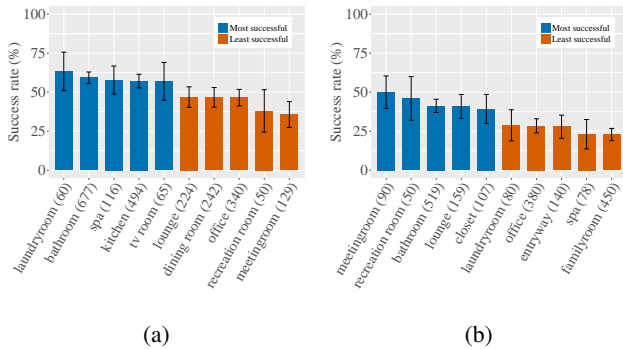 100
75
50
25
0
Success rate (%)
Most successful
Least successful
laundryroom (60)
bathroom (677)
spa (116)
kitchen (494)
tv room (65)
lounge (224)
dining room (242)
office (340)
recreation room (50)
meetingroom (129)
(a)
100
75
50
25
0
Success rate (%)
Most successful
Least successful
meetingroom (90)
recreation room (50)
bathroom (519)
lounge (159)
closet (107)
laundryroom (80)
office (380)
entryway (140)
spa (78)
familyroom (450)
(b)